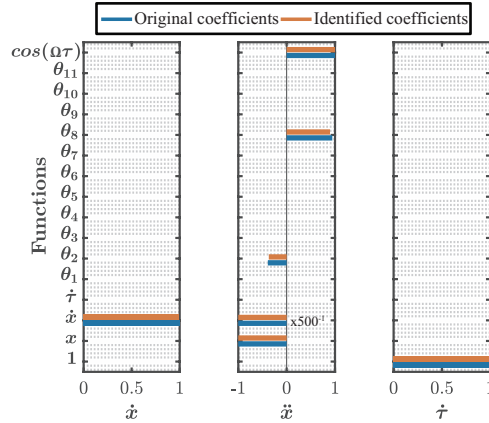 Original coefficients Identified coefficients
cos(Ωτ)
θ₁₁
θ₁₀
θ₉
θ₈
θ₇
θ₆
θ₅
θ₄
θ₃
θ₂
θ₁
τ̇
ẋ
x
1
Functions
x500⁻¹
0 0.5 1
-1 0 1
0 0.5 1
ẋ ẍ τ̇